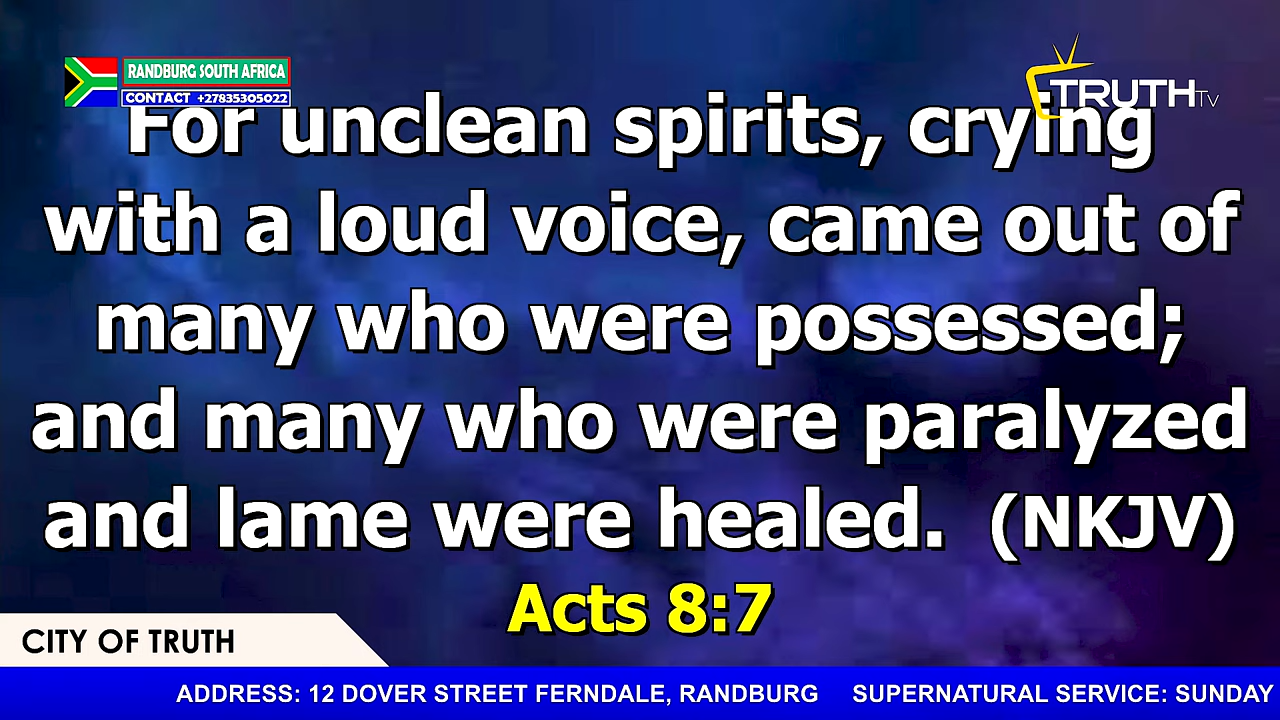 RANDBURG SOUTH AFRICA
CONTACT +27835305022
TRUTH TV
For unclean spirits, crying
with a loud voice, came out of
many who were possessed;
and many who were paralyzed
and lame were healed. (NKJV)
Acts 8:7
CITY OF TRUTH
ADDRESS: 12 DOVER STREET FERNDALE, RANDBURG SUPERNATURAL SERVICE: SUNDAY